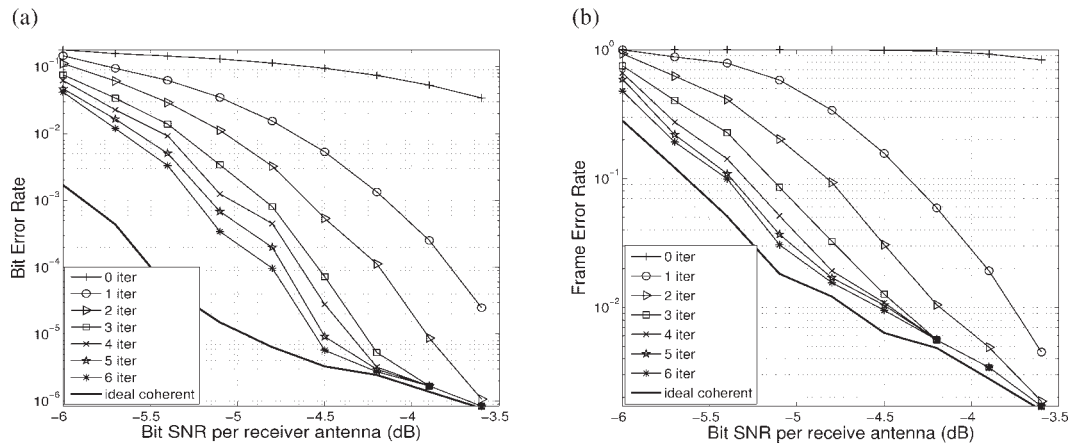 (a)
Bit Error Rate
10⁻¹
10⁻²
10⁻³
10⁻⁴
10⁻⁵
10⁻⁶
0 iter
1 iter
2 iter
3 iter
4 iter
5 iter
6 iter
ideal coherent
−6
−5.5
−5
−4.5
−4
−3.5
Bit SNR per receiver antenna (dB)
(b)
Frame Error Rate
10⁰
10⁻¹
10⁻²
0 iter
1 iter
2 iter
3 iter
4 iter
5 iter
6 iter
ideal coherent
−6
−5.5
−5
−4.5
−4
−3.5
Bit SNR per receive antenna (dB)